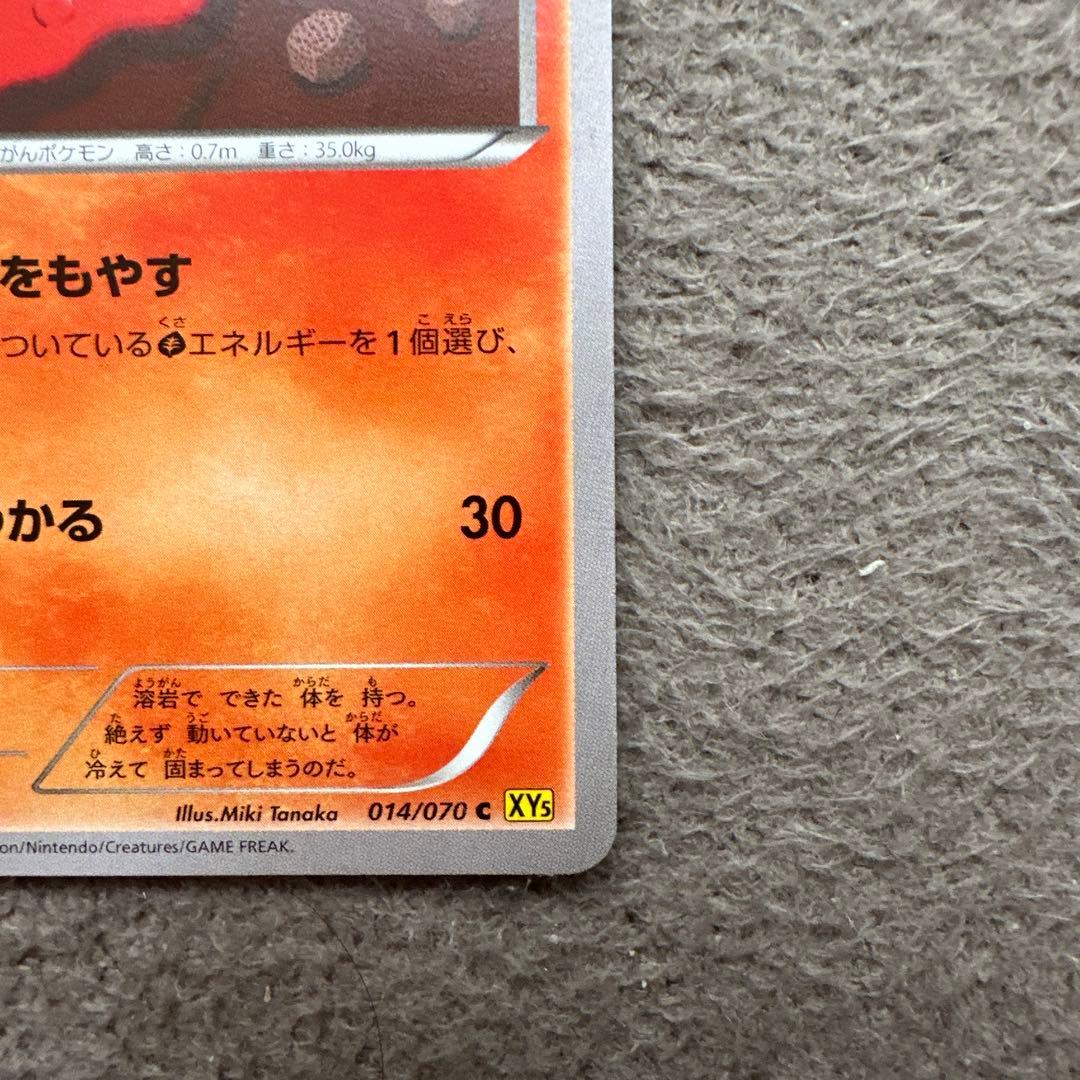 がんポケモン 高さ:0.7m 重さ:35.0kg
をもやす
ついているエネルギーを1個選び、
かる 30
溶岩で できた 体を 持つ。
絶えず 動いていないと 体が
冷えて 固まってしまうのだ。
Illus.Miki Tanaka 014/070 C XY5
on/Nintendo/Creatures/GAME FREAK.